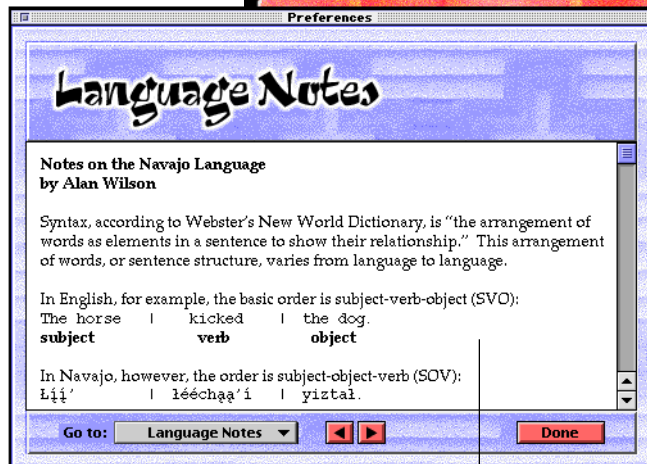 Preferences
Language Notes
Notes on the Navajo Language
by Alan Wilson
Syntax, according to Webster's New World Dictionary, is "the arrangement of
words as elements in a sentence to show their relationship."  This arrangement
of words, or sentence structure, varies from language to language.
In English, for example, the basic order is subject-verb-object (SVO):
The horse | kicked | the dog.
subject verb object
In Navajo, however, the order is subject-object-verb (SOV):
Łį́į́' | łééchąą'í | yiztał.
Go to: Language Notes Done